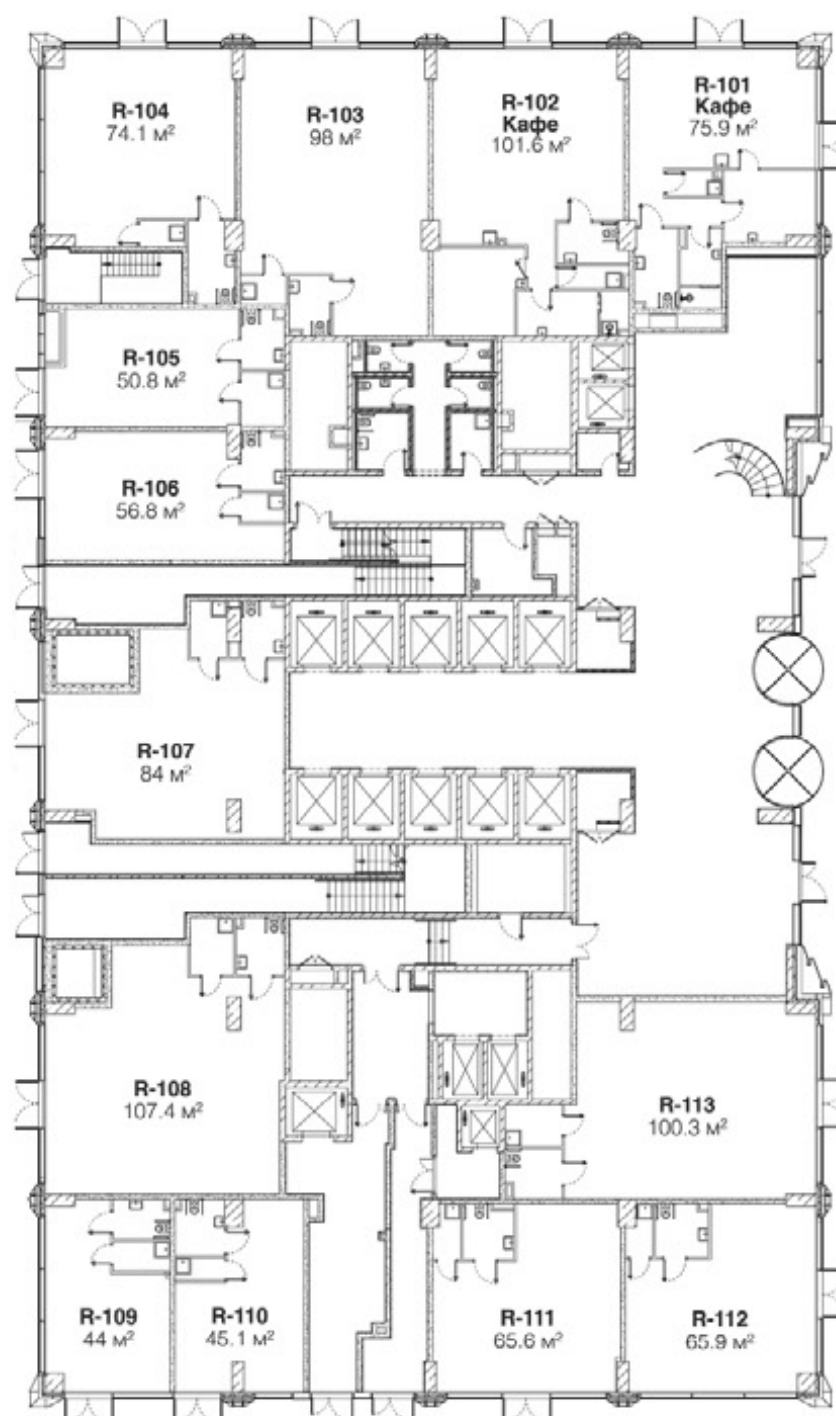 R-104
74.1 м²
R-103
98 м²
R-102
Кафе
101.6 м²
R-101
Кафе
75.9 м²
R-105
50.8 м²
R-106
56.8 м²
R-107
84 м²
R-108
107.4 м²
R-113
100.3 м²
R-109
44 м²
R-110
45.1 м²
R-111
65.6 м²
R-112
65.9 м²